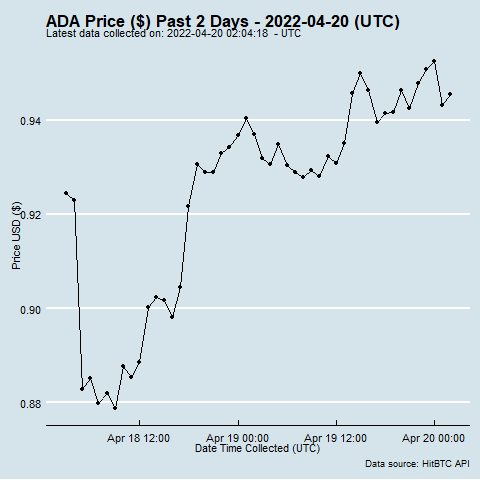 ADA Price ($) Past 2 Days - 2022-04-20 (UTC)
Latest data collected on: 2022-04-20 02:04:18 - UTC
Price USD ($)
0.94
0.92
0.90
0.88
Apr 18 12:00 Apr 19 00:00 Apr 19 12:00 Apr 20 00:00
Date Time Collected (UTC)
Data source: HitBTC API